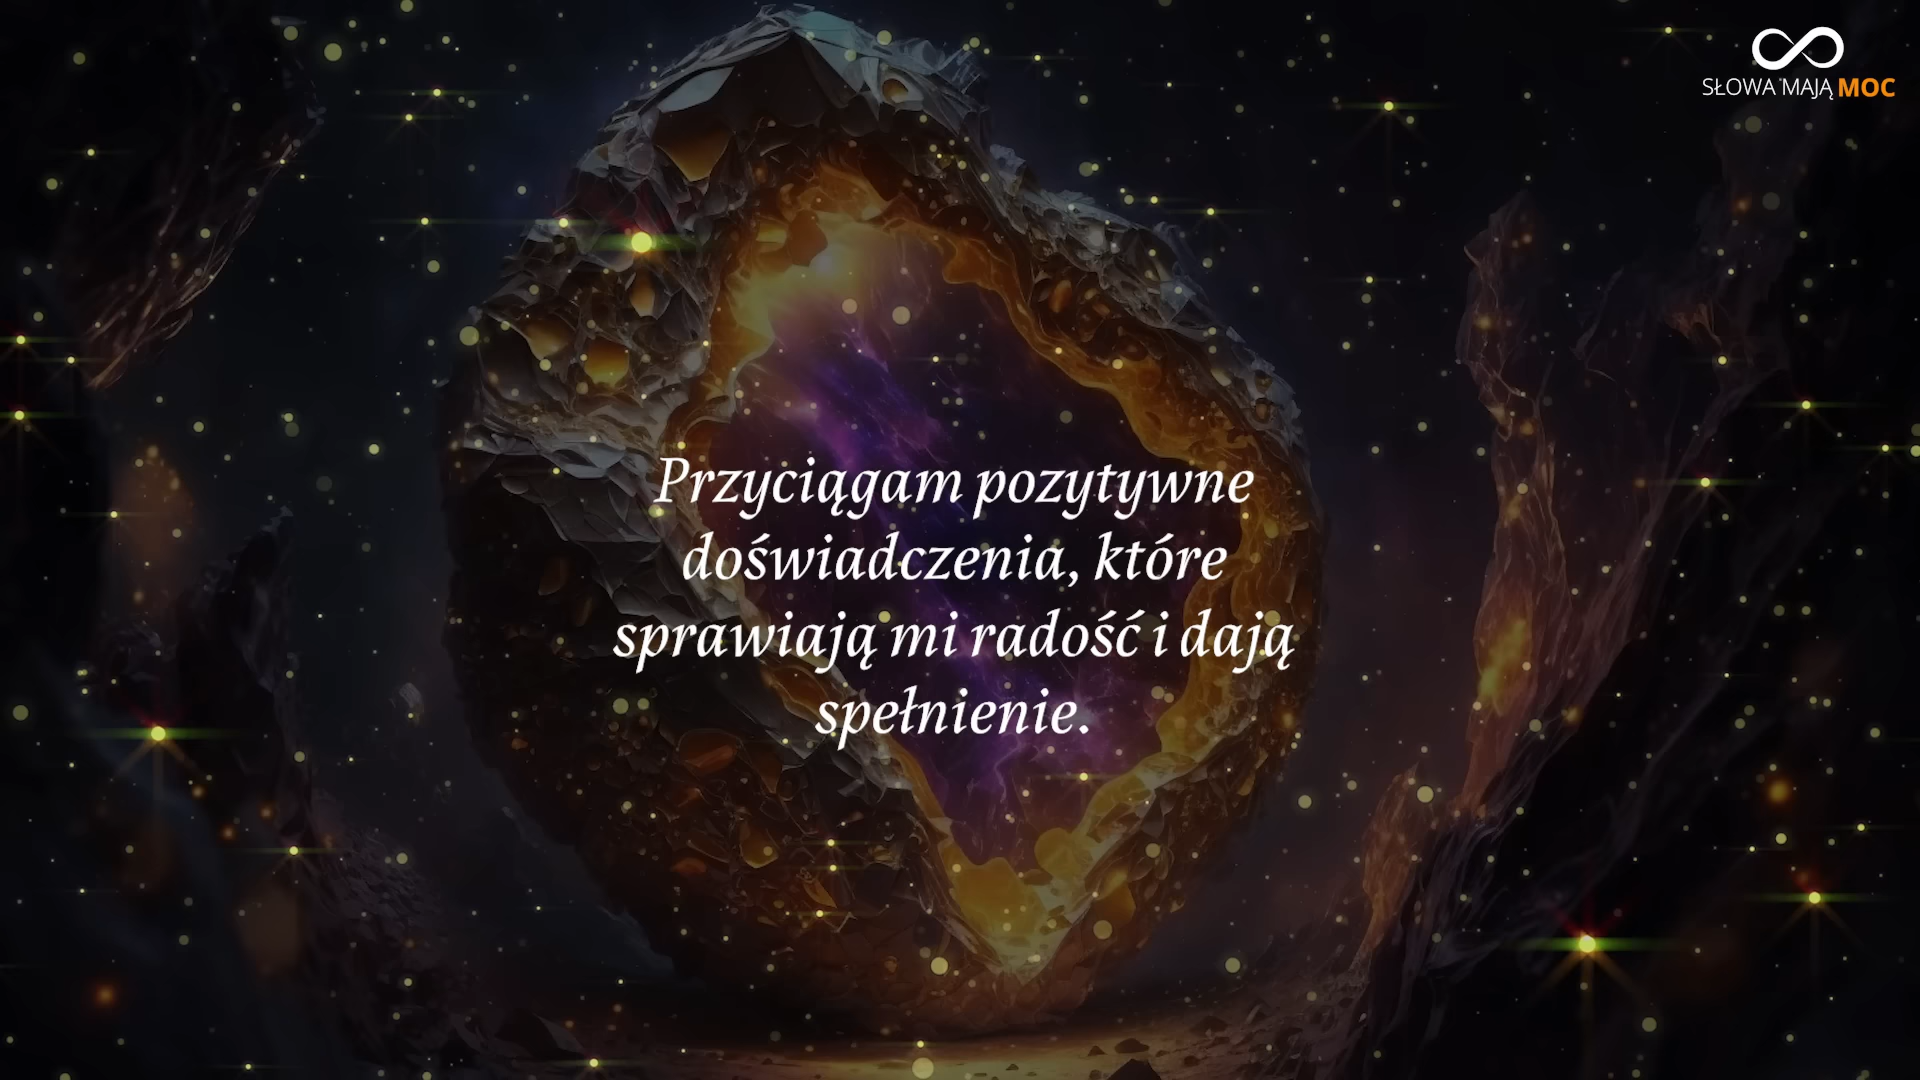 SŁOWA MAJĄ MOC
Przyciągam pozytywne
doświadczenia, które
sprawiają mi radość i dają
spełnienie.